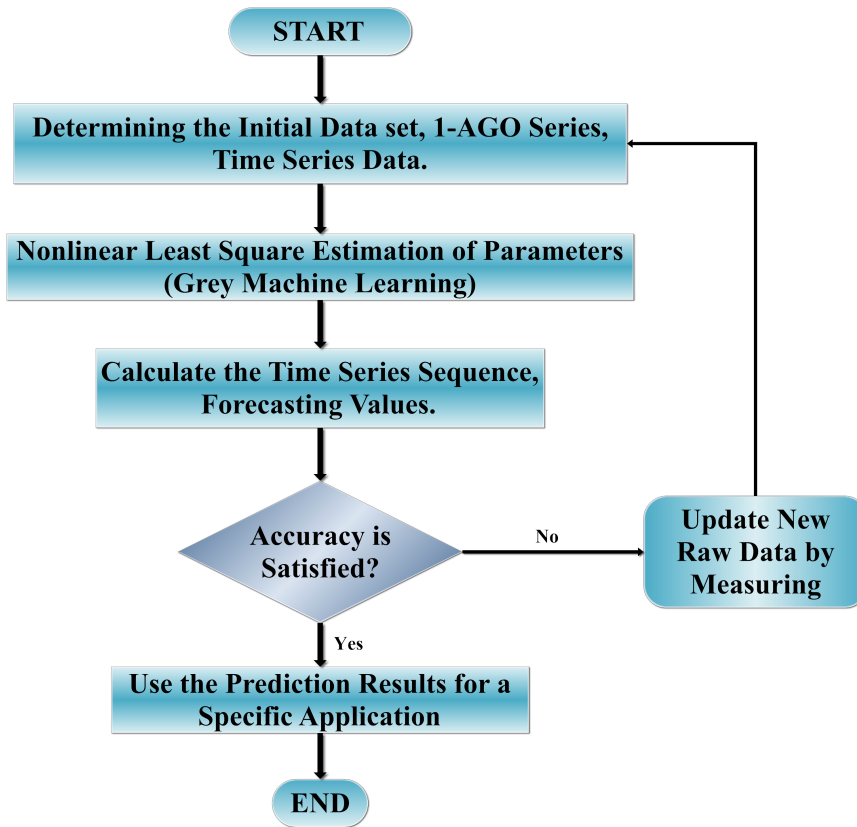 START
Determining the Initial Data set, 1-AGO Series,
Time Series Data.
Nonlinear Least Square Estimation of Parameters
(Grey Machine Learning)
Calculate the Time Series Sequence,
Forecasting Values.
Accuracy is
Satisfied?
No
Update New
Raw Data by
Measuring
Yes
Use the Prediction Results for a
Specific Application
END